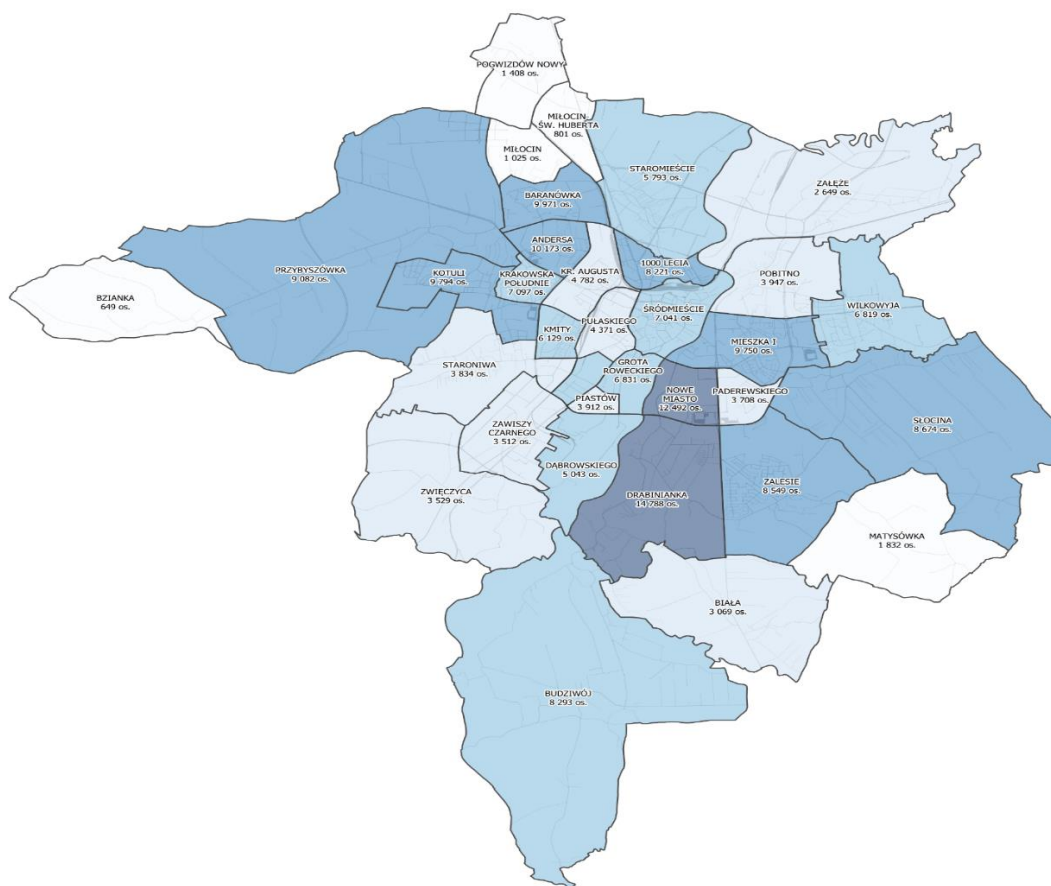 POGWIZDÓW NOWY
1 408 os.
MIŁOCIN-
ŚW. HUBERTA
801 os.
MIŁOCIN
1 025 os.
STAROMIEŚCIE
5 793 os.
ZAŁĘŻE
2 649 os.
BARANÓWKA
9 971 os.
ANDERSA
10 173 os.
1000 LECIA
8 221 os.
POBITNO
3 947 os.
PRZYBYSZÓWKA
9 082 os.
KOTULI
9 794 os.
KRAKOWSKA
POŁUDNIE
7 097 os.
KR. AUGUSTA
4 782 os.
BZIANKA
649 os.
WILKOWYJA
6 819 os.
ŚRÓDMIEŚCIE
7 041 os.
PUŁASKIEGO
4 371 os.
KMITY
6 129 os.
MIESZKA I
9 750 os.
STARONIWA
3 834 os.
GROTA
ROWECKIEGO
6 831 os.
NOWE
MIASTO
12 492 os.
PADEREWSKIEGO
3 708 os.
PIASTÓW
3 912 os.
SŁOCINA
8 674 os.
ZAWISZY
CZARNEGO
3 512 os.
DĄBROWSKIEGO
5 043 os.
ZALESIE
8 549 os.
ZWIĘCZYCA
3 529 os.
DRABINIANKA
14 788 os.
MATYSÓWKA
1 832 os.
BIAŁA
3 069 os.
BUDZIWÓJ
8 293 os.